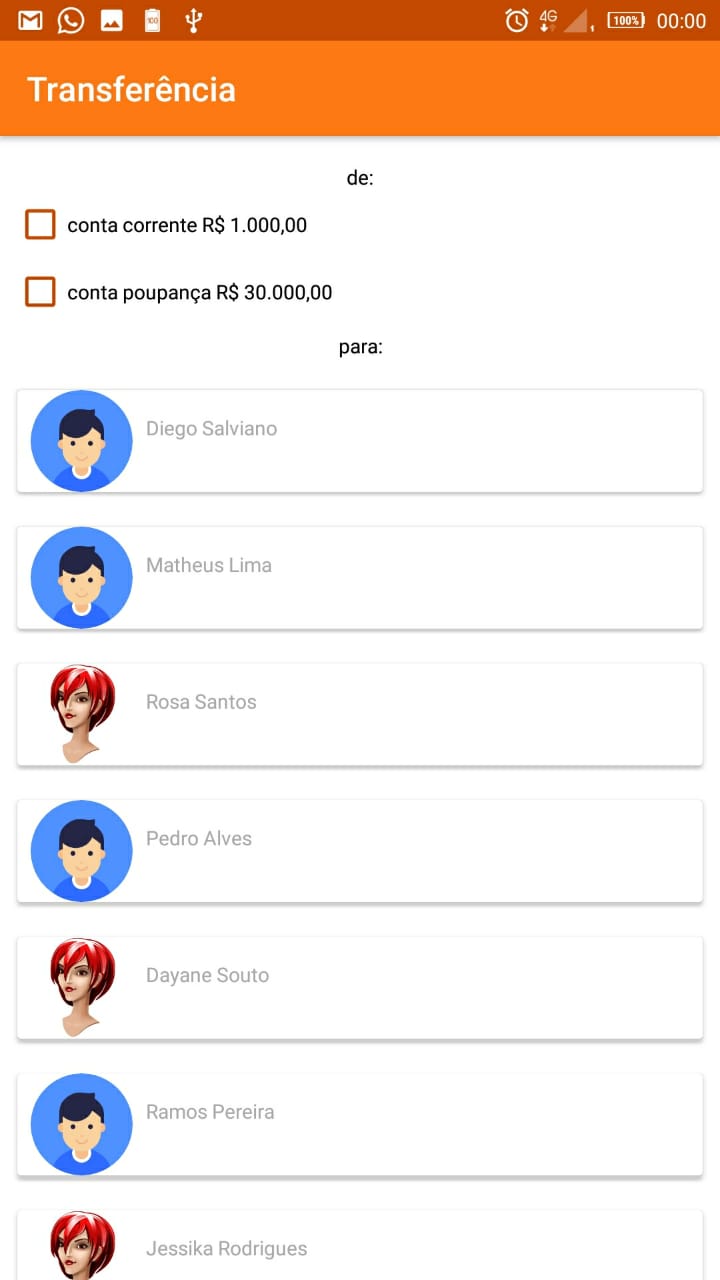 4G 1 100% 00:00
Transferência
de:
conta corrente R$ 1.000,00
conta poupança R$ 30.000,00
para:
Diego Salviano
Matheus Lima
Rosa Santos
Pedro Alves
Dayane Souto
Ramos Pereira
Jessika Rodrigues